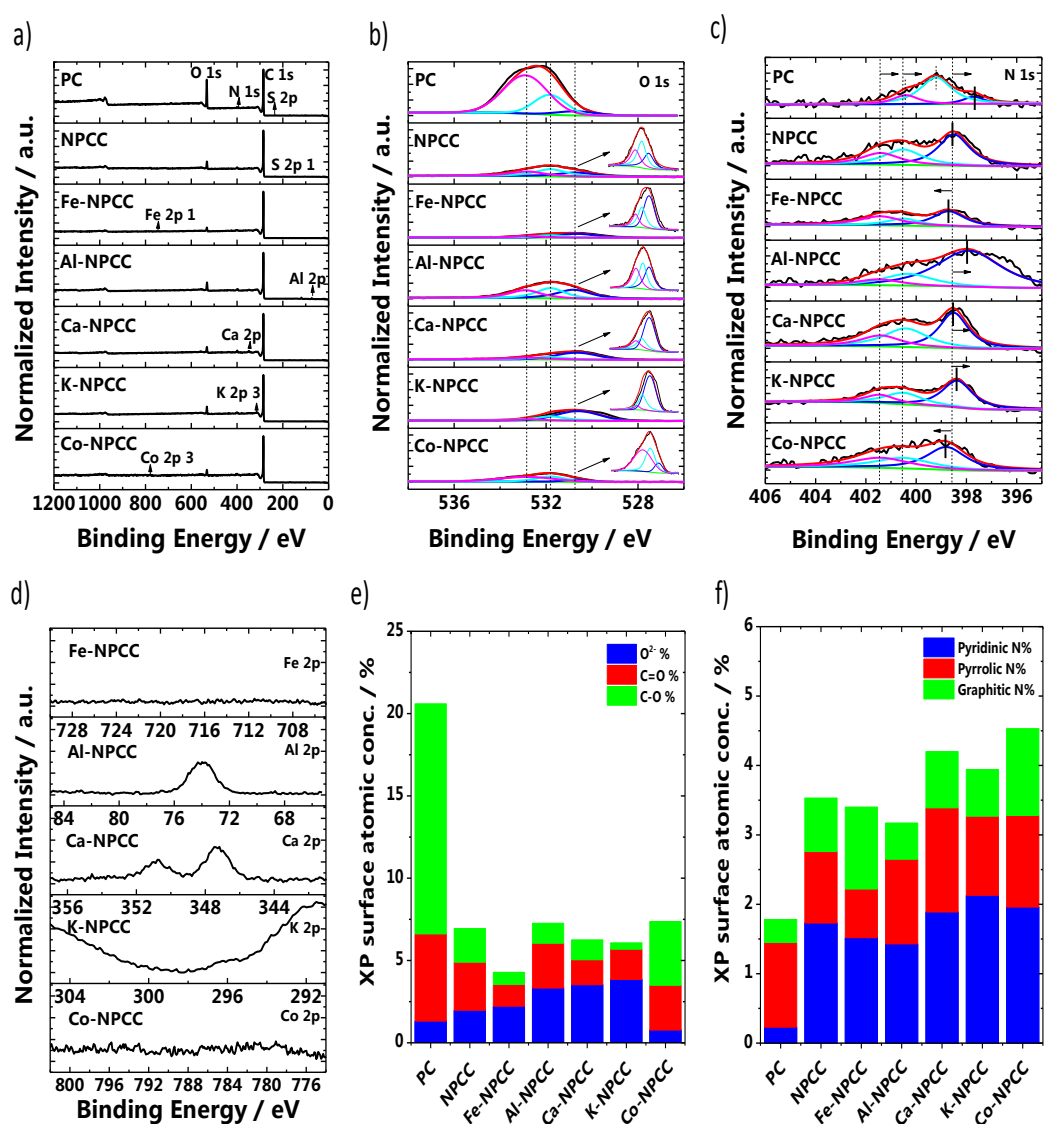 a)
Normalized Intensity / a.u.
PC
O 1s
C 1s
N 1s
S 2p
NPCC
S 2p 1
Fe-NPCC
Fe 2p 1
Al-NPCC
Al 2p
Ca-NPCC
Ca 2p
K-NPCC
K 2p 3
Co-NPCC
Co 2p 3
1200 1000 800 600 400 200 0
Binding Energy / eV
b)
Normalized Intensity / a.u.
PC
O 1s
NPCC
Fe-NPCC
Al-NPCC
Ca-NPCC
K-NPCC
Co-NPCC
536 532 528
Binding Energy / eV
c)
Normalized Intensity / a.u.
PC
N 1s
NPCC
Fe-NPCC
Al-NPCC
Ca-NPCC
K-NPCC
Co-NPCC
406 404 402 400 398 396
Binding Energy / eV
d)
Normalized Intensity / a.u.
Fe-NPCC
Fe 2p
728 724 720 716 712 708
Al-NPCC
Al 2p
84 80 76 72 68
Ca-NPCC
Ca 2p
356 352 348 344
K-NPCC
K 2p
304 300 296 292
Co-NPCC
Co 2p
800 796 792 788 784 780 776
Binding Energy / eV
e)
XP surface atomic conc. / %
25
20
15
10
5
0
O²⁻ %
C=O %
C-O %
PC
NPCC
Fe-NPCC
Al-NPCC
Ca-NPCC
K-NPCC
Co-NPCC
f)
XP surface atomic conc. / %
6
5
4
3
2
1
0
Pyridinic N%
Pyrrolic N%
Graphitic N%
PC
NPCC
Fe-NPCC
Al-NPCC
Ca-NPCC
K-NPCC
Co-NPCC